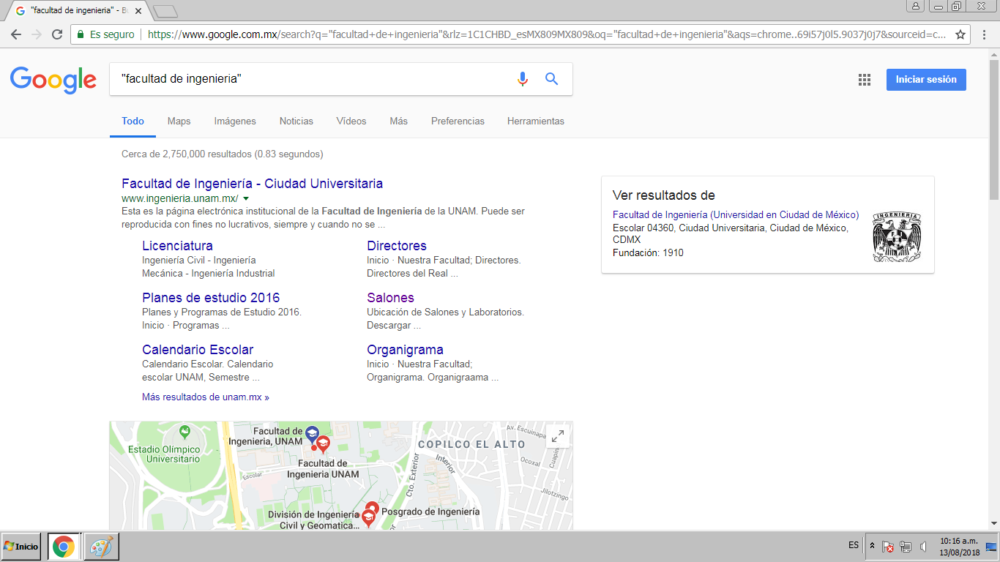 "facultad de ingenieria" - B
Es seguro | https://www.google.com.mx/search?q="facultad+de+ingenieria"&rlz=1C1CHBD_esMX809MX809&oq="facultad+de+ingenieria"&aqs=chrome..69i57j0l5.9037j0j7&sourceid=c...
Google
"facultad de ingenieria"
Iniciar sesión
Todo Maps Imágenes Noticias Vídeos Más Preferencias Herramientas
Cerca de 2,750,000 resultados (0.83 segundos)
Facultad de Ingeniería - Ciudad Universitaria
www.ingenieria.unam.mx/
Esta es la página electrónica institucional de la Facultad de Ingeniería de la UNAM. Puede ser
reproducida con fines no lucrativos, siempre y cuando no se ...
Licenciatura
Ingeniería Civil - Ingeniería
Mecánica - Ingeniería Industrial
Directores
Inicio · Nuestra Facultad; Directores.
Directores del Real ...
Planes de estudio 2016
Planes y Programas de Estudio 2016.
Inicio · Programas ...
Salones
Ubicación de Salones y Laboratorios.
Descargar ...
Calendario Escolar
Calendario Escolar. Calendario
escolar UNAM, Semestre ...
Organigrama
Inicio · Nuestra Facultad;
Organigrama. Organigraama ...
Más resultados de unam.mx »
Ver resultados de
Facultad de Ingeniería (Universidad en Ciudad de México)
Escolar 04360, Ciudad Universitaria, Ciudad de México,
CDMX
Fundación: 1910
INGENIERIA
Estadio Olímpico
Universitario
Facultad de
Ingenieria, UNAM
Facultad de
Ingenieria UNAM
Escolar
COPILCO EL ALTO
Av. Escuinapa
Cuapin
Ocoxal
Interior
Cto. Exterior
Jilotzingo
Posgrado de Ingeniería
División de Ingeniería
Civil y Geomatica...
Inicio
ES
10:16 a.m.
13/08/2018